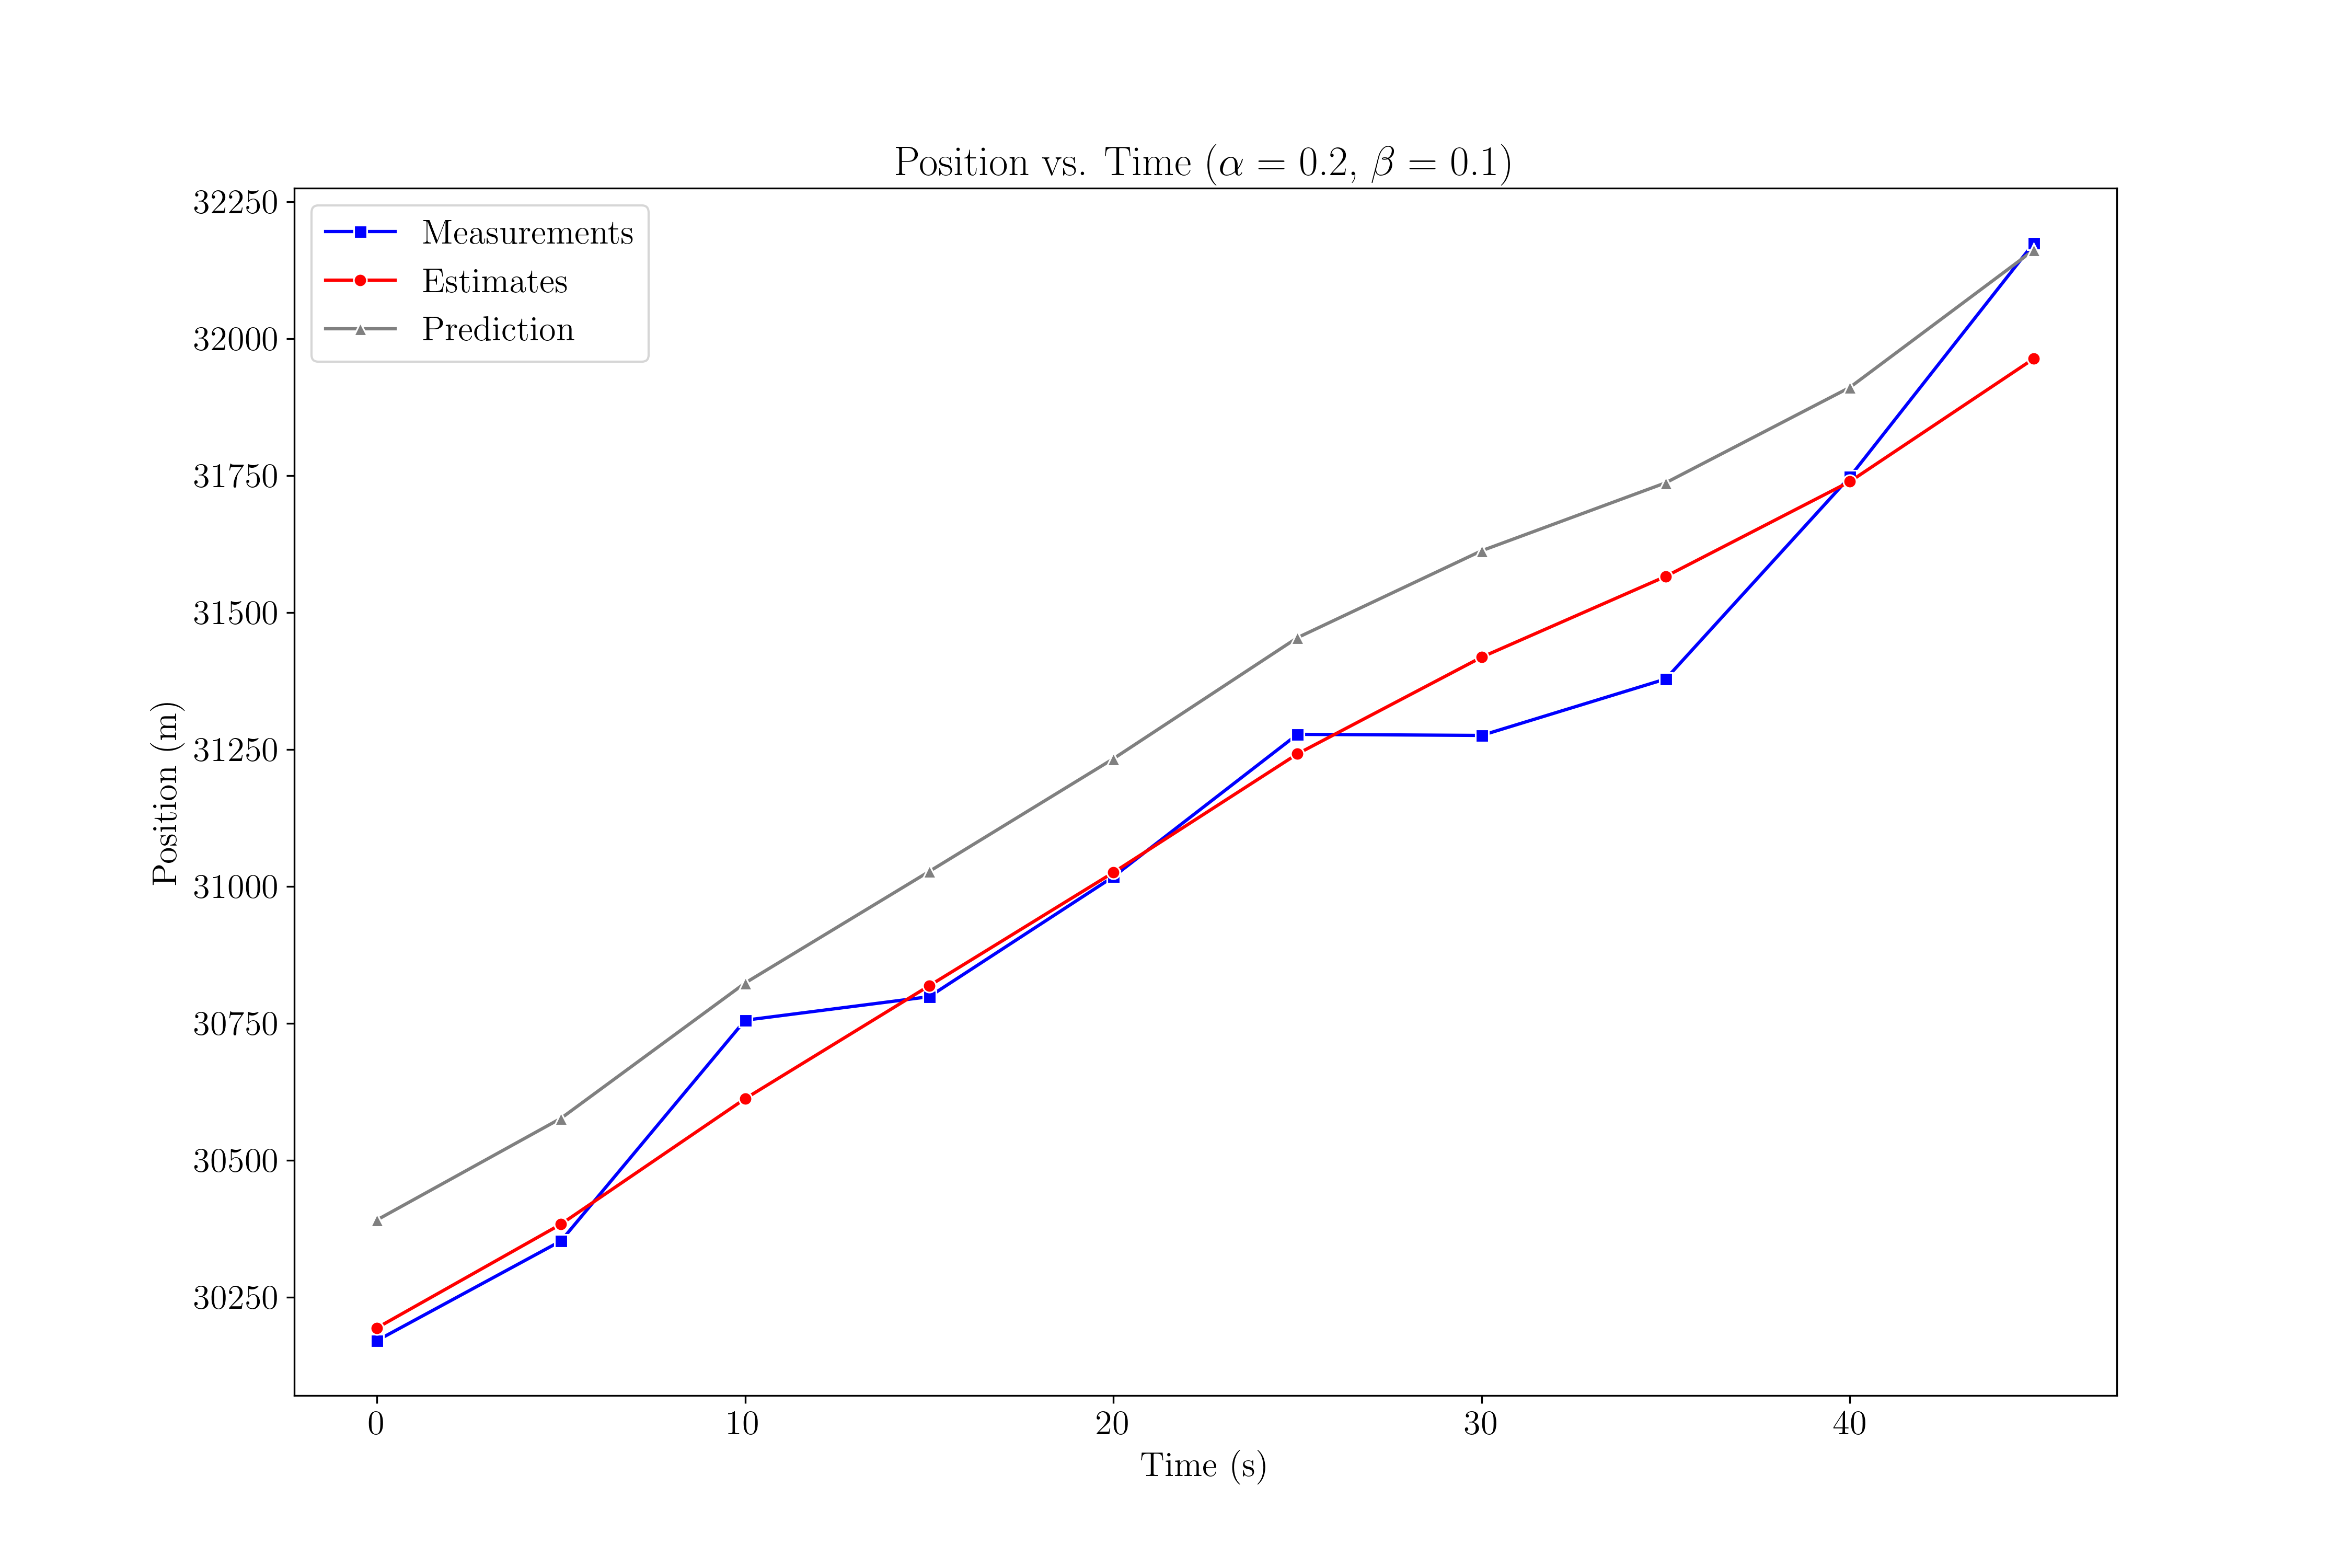 Position vs. Time (α = 0.2, β = 0.1)
Measurements
Estimates
Prediction
32250
32000
31750
31500
31250
31000
30750
30500
30250
Position (m)
0 10 20 30 40
Time (s)